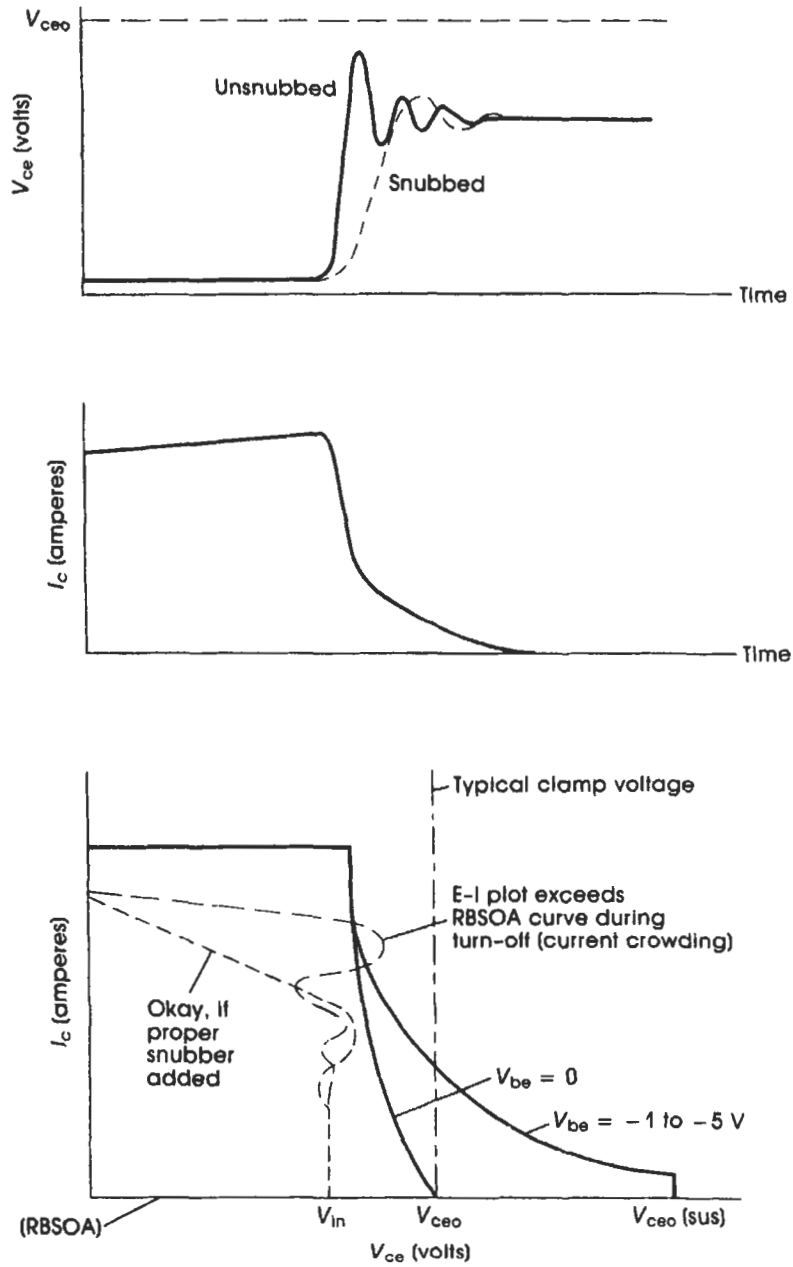 Vceo
Unsnubbed
Snubbed
Vce (volts)
Time
Ic (amperes)
Time
Typical clamp voltage
E-I plot exceeds
RBSOA curve during
turn-off (current crowding)
Okay, if
proper
snubber
added
Ic (amperes)
Vbe = 0
Vbe = −1 to −5 V
(RBSOA)
Vin
Vceo
Vceo (sus)
Vce (volts)